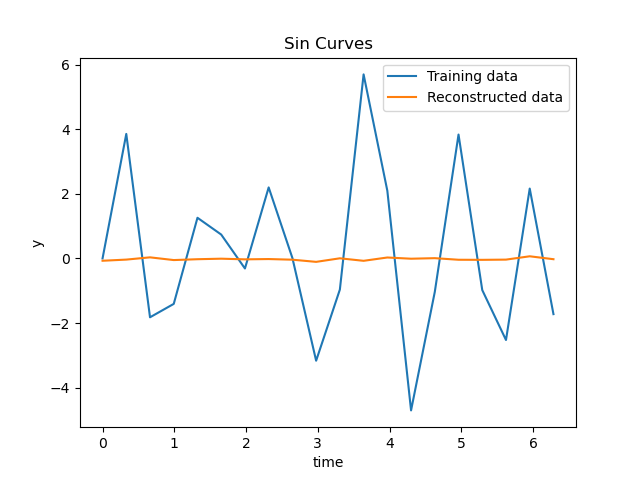 Sin Curves
Training data
Reconstructed data
6
4
2
0
−2
−4
y
0
1
2
3
4
5
6
time